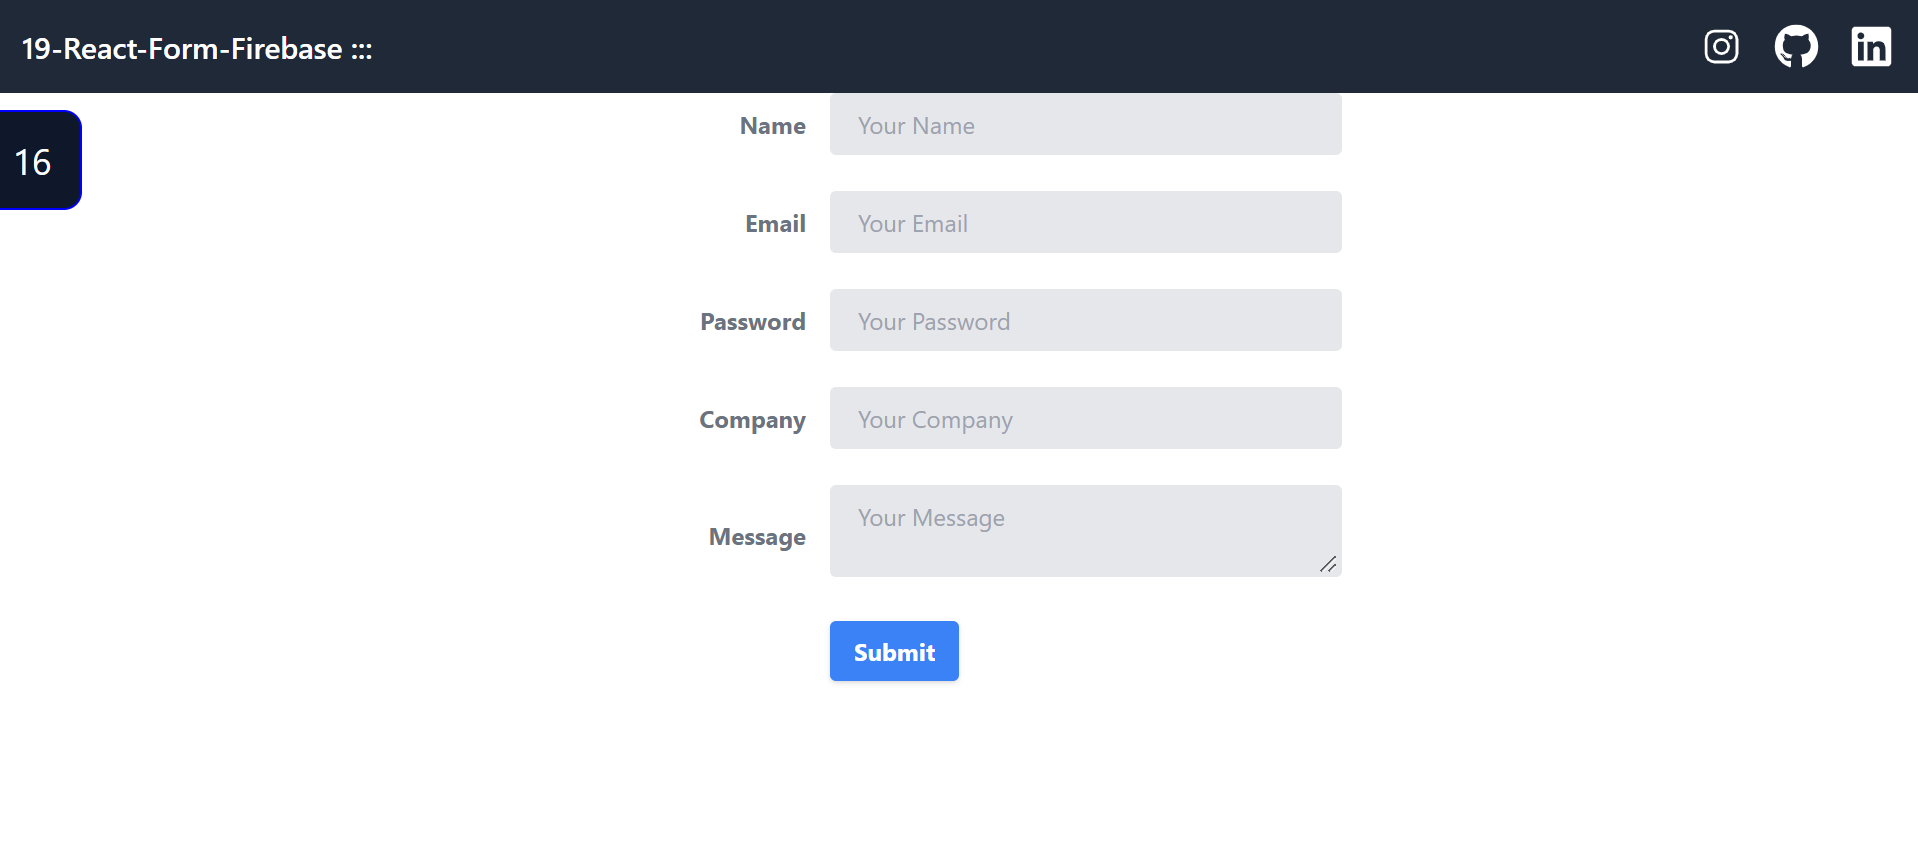 19-React-Form-Firebase :::
16
Name
Your Name
Email
Your Email
Password
Your Password
Company
Your Company
Message
Your Message
Submit
in